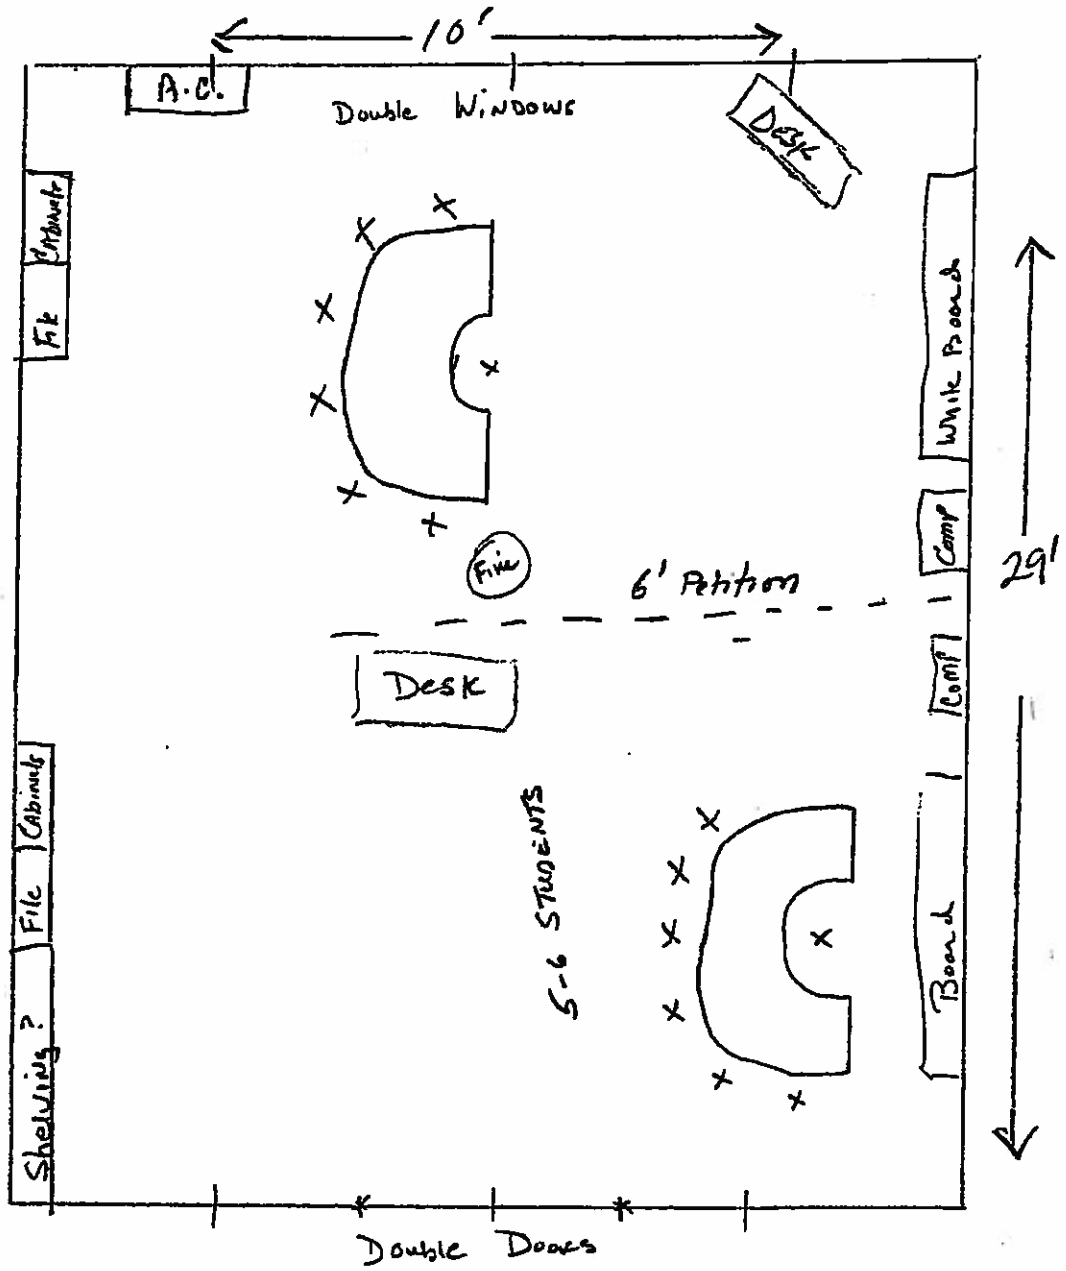 10'
A.C.
Double Windows
Desk
File Cabinets
White Board
Comp
29'
6' Petition
Desk
Comp
File Cabinets
5-6 STUDENTS
Board
Shelving?
Double Doors